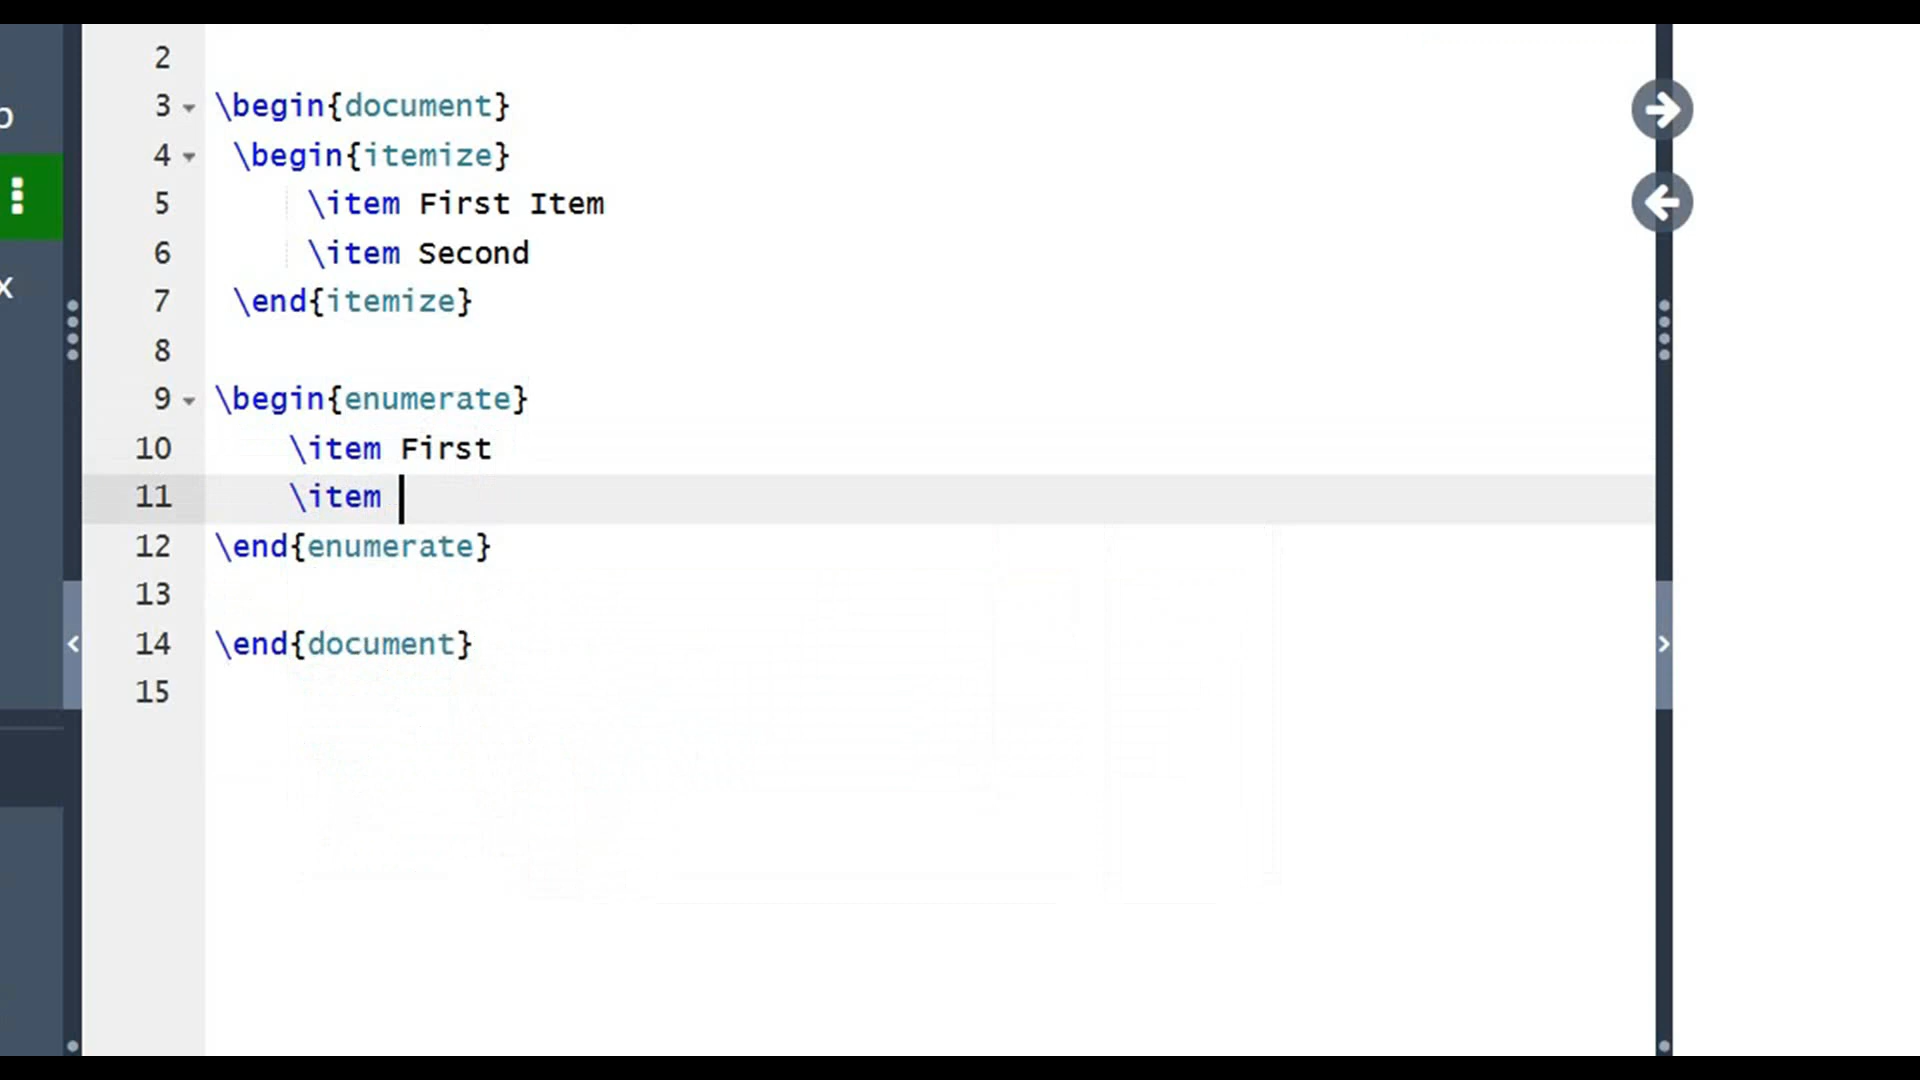 2
3 \begin{document}
4 \begin{itemize}
5 \item First Item
6 \item Second
7 \end{itemize}
8
9 \begin{enumerate}
10 \item First
11 \item
12 \end{enumerate}
13
14 \end{document}
15